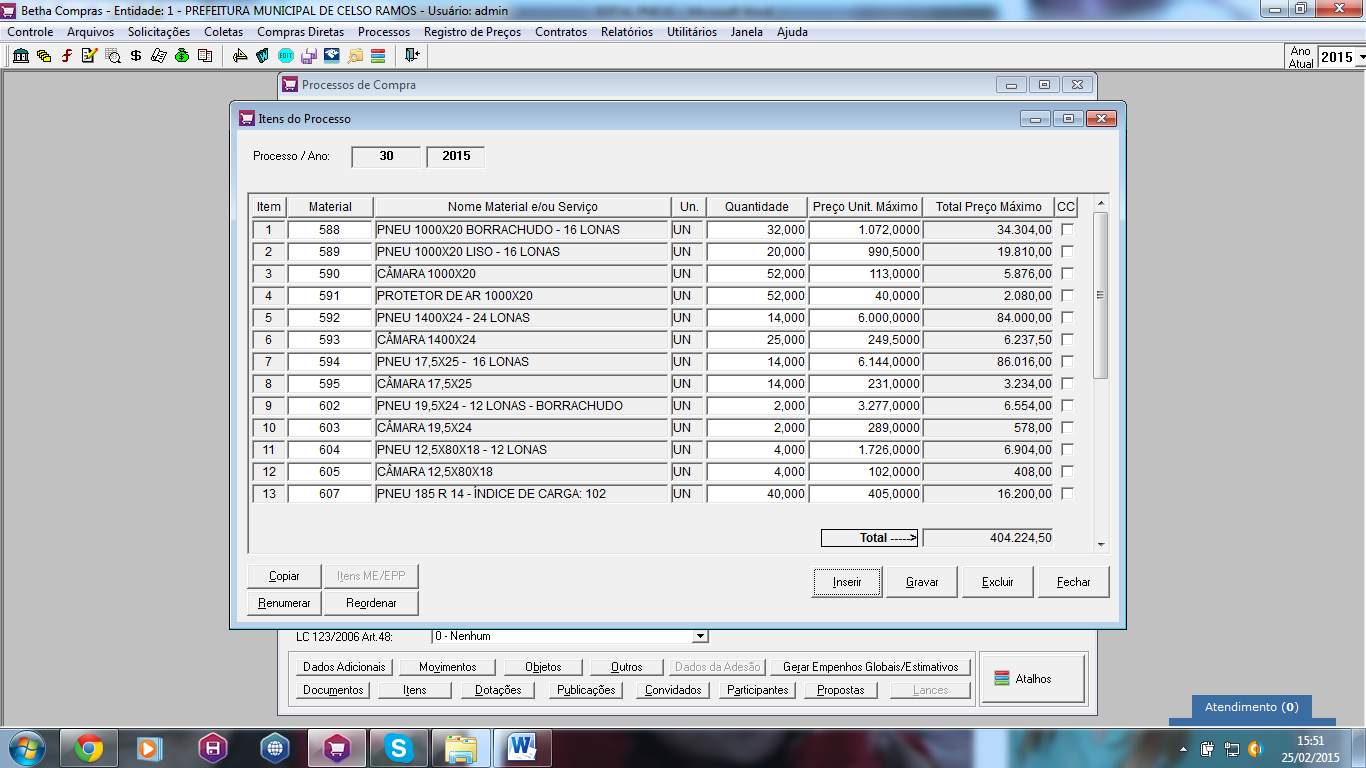 Betha Compras - Entidade: 1 - PREFEITURA MUNICIPAL DE CELSO RAMOS - Usuário: admin
Controle Arquivos Solicitações Coletas Compras Diretas Processos Registro de Preços Contratos Relatórios Utilitários Janela Ajuda
EDIT
Ano Atual 2015
Processos de Compra
Itens do Processo
Processo / Ano: 30 2015
Item Material Nome Material e/ou Serviço Un. Quantidade Preço Unit. Máximo Total Preço Máximo CC
1 588 PNEU 1000X20 BORRACHUDO - 16 LONAS UN 32,000 1.072,0000 34.304,00
2 589 PNEU 1000X20 LISO - 16 LONAS UN 20,000 990,5000 19.810,00
3 590 CÂMARA 1000X20 UN 52,000 113,0000 5.876,00
4 591 PROTETOR DE AR 1000X20 UN 52,000 40,0000 2.080,00
5 592 PNEU 1400X24 - 24 LONAS UN 14,000 6.000,0000 84.000,00
6 593 CÂMARA 1400X24 UN 25,000 249,5000 6.237,50
7 594 PNEU 17,5X25 - 16 LONAS UN 14,000 6.144,0000 86.016,00
8 595 CÂMARA 17,5X25 UN 14,000 231,0000 3.234,00
9 602 PNEU 19,5X24 - 12 LONAS - BORRACHUDO UN 2,000 3.277,0000 6.554,00
10 603 CÂMARA 19,5X24 UN 2,000 289,0000 578,00
11 604 PNEU 12,5X80X18 - 12 LONAS UN 4,000 1.726,0000 6.904,00
12 605 CÂMARA 12,5X80X18 UN 4,000 102,0000 408,00
13 607 PNEU 185 R 14 - ÍNDICE DE CARGA: 102 UN 40,000 405,0000 16.200,00
Total -----> 404.224,50
Copiar Itens ME/EPP Inserir Gravar Excluir Fechar
Renumerar Reordenar
LC 123/2006 Art.48: 0 - Nenhum
Dados Adicionais Movimentos Objetos Outros Dados da Adesão Gerar Empenhos Globais/Estimativos
Documentos Itens Dotações Publicações Convidados Participantes Propostas Lances
Atalhos
Atendimento (0)
15:51
25/02/2015